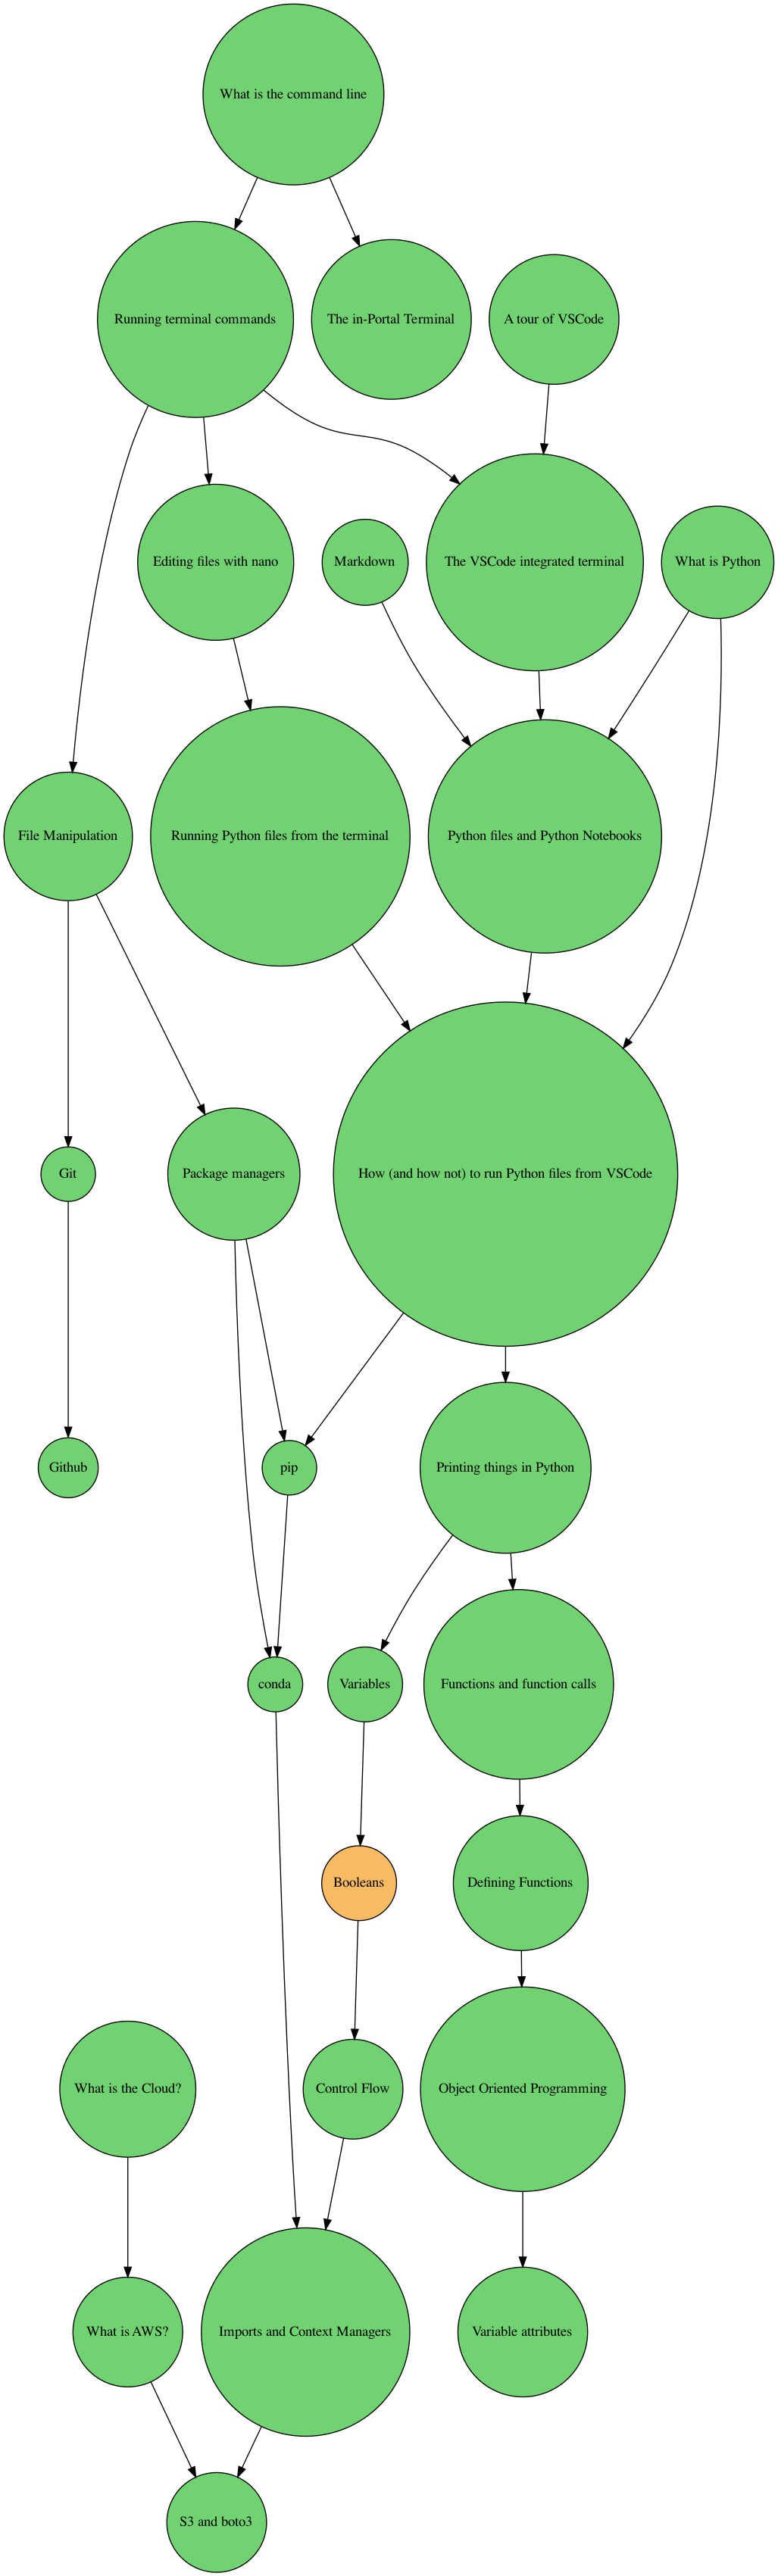 What is the command line
Running terminal commands
The in-Portal Terminal
A tour of VSCode
Editing files with nano
Markdown
The VSCode integrated terminal
What is Python
File Manipulation
Running Python files from the terminal
Python files and Python Notebooks
Git
Package managers
How (and how not) to run Python files from VSCode
Github
pip
Printing things in Python
conda
Variables
Functions and function calls
Booleans
Defining Functions
What is the Cloud?
Control Flow
Object Oriented Programming
What is AWS?
Imports and Context Managers
Variable attributes
S3 and boto3